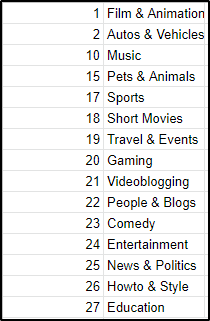 1 Film & Animation
2 Autos & Vehicles
10 Music
15 Pets & Animals
17 Sports
18 Short Movies
19 Travel & Events
20 Gaming
21 Videoblogging
22 People & Blogs
23 Comedy
24 Entertainment
25 News & Politics
26 Howto & Style
27 Education